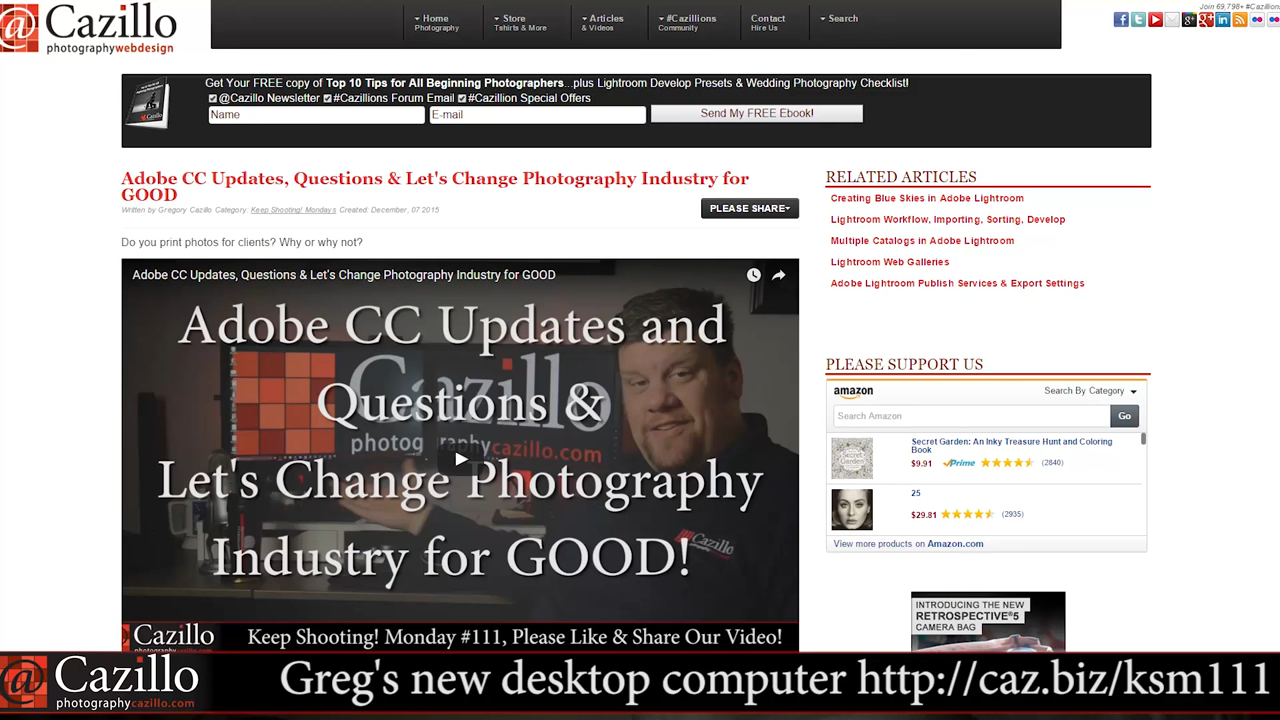 Join 69,798+ #Cazillions
@Cazillo
photographywebdesign
Home
Photography
Store
Tshirts & More
Articles
& Videos
#Cazillions
Community
Contact
Hire Us
Search
Get Your FREE copy of Top 10 Tips for All Beginning Photographers...plus Lightroom Develop Presets & Wedding Photography Checklist!
@Cazillo Newsletter #Cazillions Forum Email #Cazillion Special Offers
Name
E-mail
Send My FREE Ebook!
Adobe CC Updates, Questions & Let's Change Photography Industry for
GOOD
Written by Gregory Cazillo Category: Keep Shooting! Mondays Created: December, 07 2015
PLEASE SHARE
Do you print photos for clients? Why or why not?
Adobe CC Updates, Questions & Let's Change Photography Industry for GOOD
Adobe CC Updates and
Questions &
Let's Change Photography
Industry for GOOD!
Cazillo
photographycazillo.com
Cazillo
Cazillo
Keep Shooting! Monday #111, Please Like & Share Our Video!
RELATED ARTICLES
Creating Blue Skies in Adobe Lightroom
Lightroom Workflow, Importing, Sorting, Develop
Multiple Catalogs in Adobe Lightroom
Lightroom Web Galleries
Adobe Lightroom Publish Services & Export Settings
PLEASE SUPPORT US
amazon
Search By Category
Search Amazon
Go
Secret Garden: An Inky Treasure Hunt and Coloring
Book
$9.91 Prime (2840)
25
$29.81 (2935)
View more products on Amazon.com
INTRODUCING THE NEW
RETROSPECTIVE®5
CAMERA BAG
@Cazillo
photographycazillo.com
Greg's new desktop computer http://caz.biz/ksm111